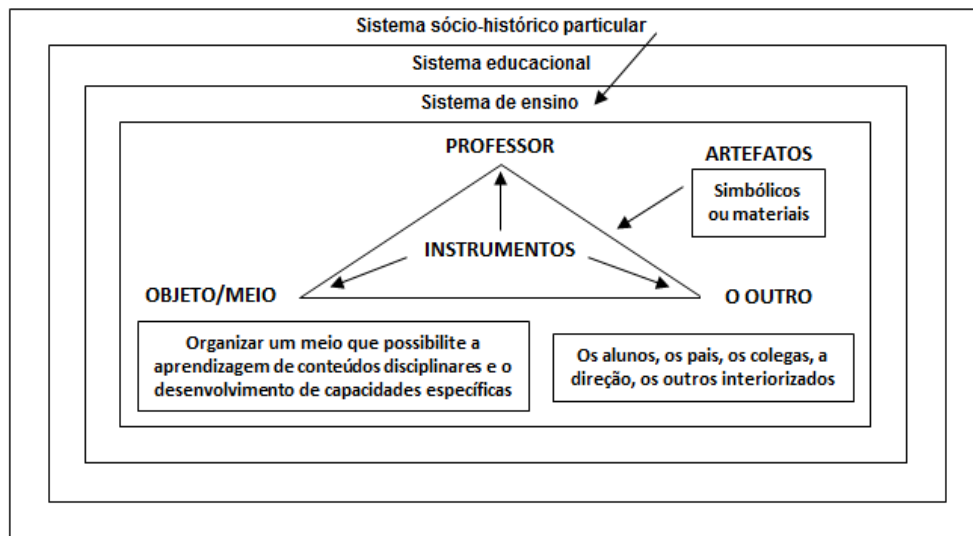 Sistema sócio-histórico particular
Sistema educacional
Sistema de ensino
PROFESSOR
ARTEFATOS
Simbólicos
ou materiais
INSTRUMENTOS
OBJETO/MEIO
O OUTRO
Organizar um meio que possibilite a
aprendizagem de conteúdos disciplinares e o
desenvolvimento de capacidades específicas
Os alunos, os pais, os colegas, a
direção, os outros interiorizados